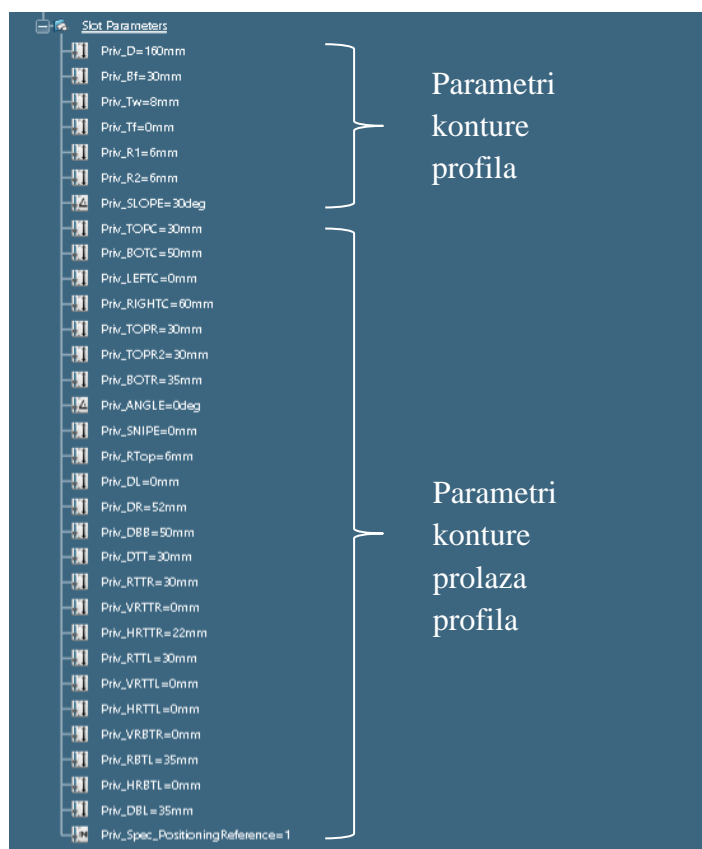 Slot Parameters
Priv_D=160mm
Priv_Bf=30mm
Priv_Tw=8mm
Priv_Tf=0mm
Priv_R1=6mm
Priv_R2=6mm
Priv_SLOPE=30deg
Parametri
konture
profila
Priv_TOPC=30mm
Priv_BOTC=50mm
Priv_LEFTC=0mm
Priv_RIGHTC=60mm
Priv_TOPR=30mm
Priv_TOPR2=30mm
Priv_BOTR=35mm
Priv_ANGLE=0deg
Priv_SNIPE=0mm
Priv_RTop=6mm
Priv_DL=0mm
Priv_DR=52mm
Priv_DBB=50mm
Priv_DTT=30mm
Priv_RTTR=30mm
Priv_VRTTR=0mm
Priv_HRTTR=22mm
Priv_RTTL=30mm
Priv_VRTTL=0mm
Priv_HRTTL=0mm
Priv_VRBTR=0mm
Priv_RBTL=35mm
Priv_HRBTL=0mm
Priv_DBL=35mm
Priv_Spec_PositioningReference=1
Parametri
konture
prolaza
profila